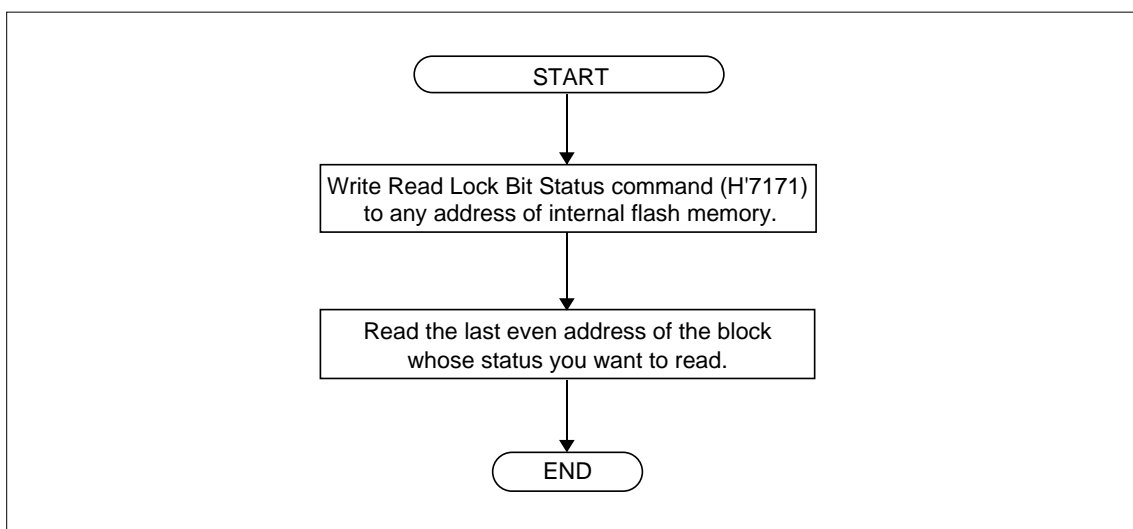 START
Write Read Lock Bit Status command (H'7171)
to any address of internal flash memory.
Read the last even address of the block
whose status you want to read.
END